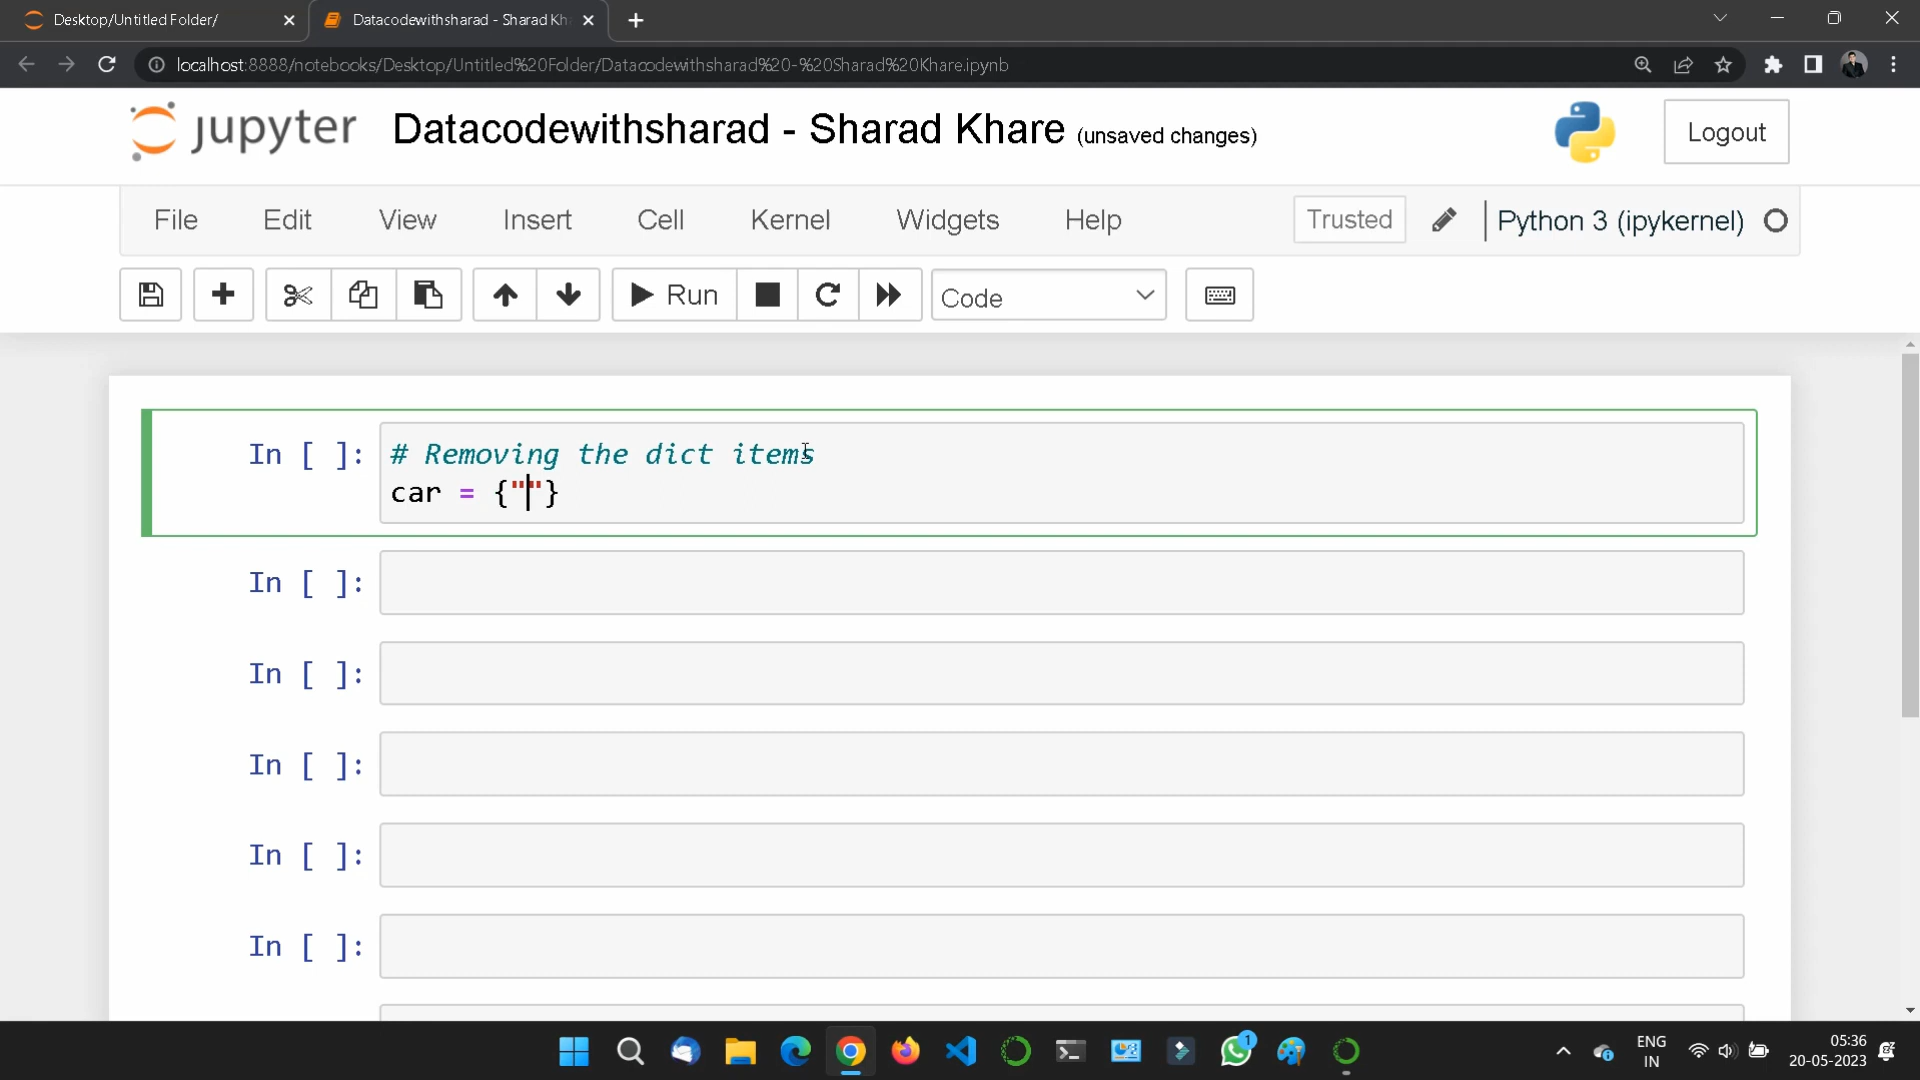 Desktop/Untitled Folder/
Datacodewithsharad - Sharad Kh
localhost:8888/notebooks/Desktop/Untitled%20Folder/Datacodewithsharad%20-%20Sharad%20Khare.ipynb
jupyter Datacodewithsharad - Sharad Khare (unsaved changes) Logout
File Edit View Insert Cell Kernel Widgets Help Trusted Python 3 (ipykernel)
Run Code
In [ ]: # Removing the dict items
car = {""}
In [ ]:
In [ ]:
In [ ]:
In [ ]:
In [ ]:
1
ENG
IN
05:36
20-05-2023